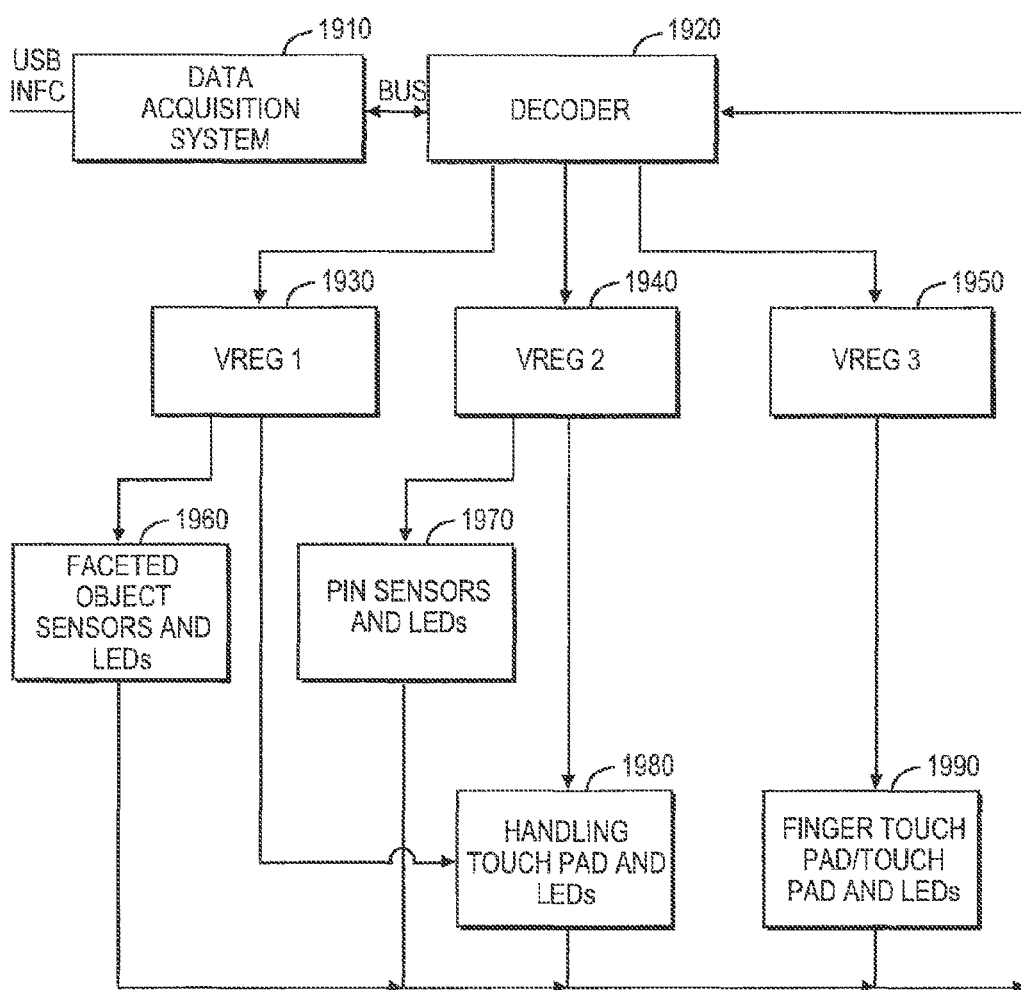 1910
1920
USB
INFC
DATA
ACQUISITION
SYSTEM
BUS
DECODER
1930
1940
1950
VREG 1
VREG 2
VREG 3
1960
1970
FACETED
OBJECT
SENSORS AND
LEDs
PIN SENSORS
AND LEDs
1980
1990
HANDLING
TOUCH PAD AND
LEDs
FINGER TOUCH
PAD/TOUCH
PAD AND LEDs